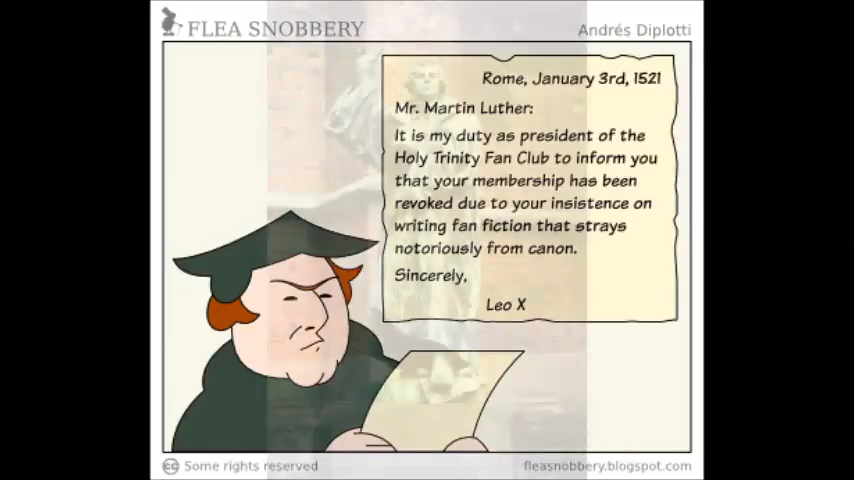 FLEA SNOBBERY
Andrés Diplotti
Rome, January 3rd, 1521
Mr. Martin Luther:
It is my duty as president of the
Holy Trinity Fan Club to inform you
that your membership has been
revoked due to your insistence on
writing fan fiction that strays
notoriously from canon.
Sincerely,
Leo X
cc Some rights reserved
fleasnobbery.blogspot.com